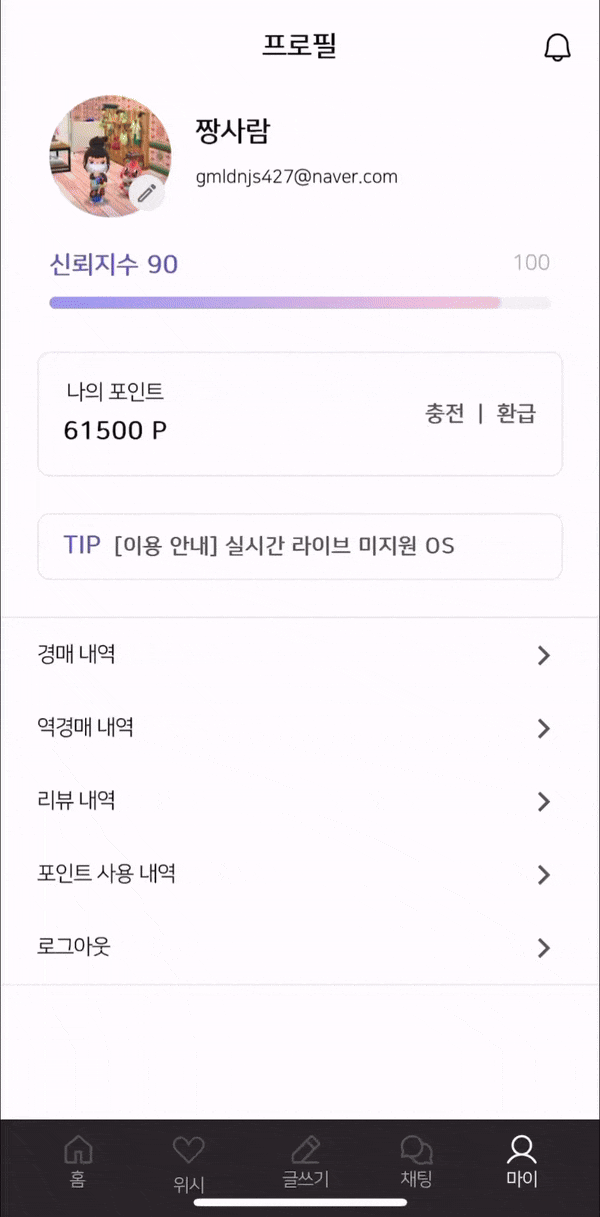 프로필
짱사람
gmldnjs427@naver.com
신뢰지수 90
100
나의 포인트
61500 P
충전 | 환급
TIP [이용 안내] 실시간 라이브 미지원 OS
경매 내역
역경매 내역
리뷰 내역
포인트 사용 내역
로그아웃
홈
위시
글쓰기
채팅
마이